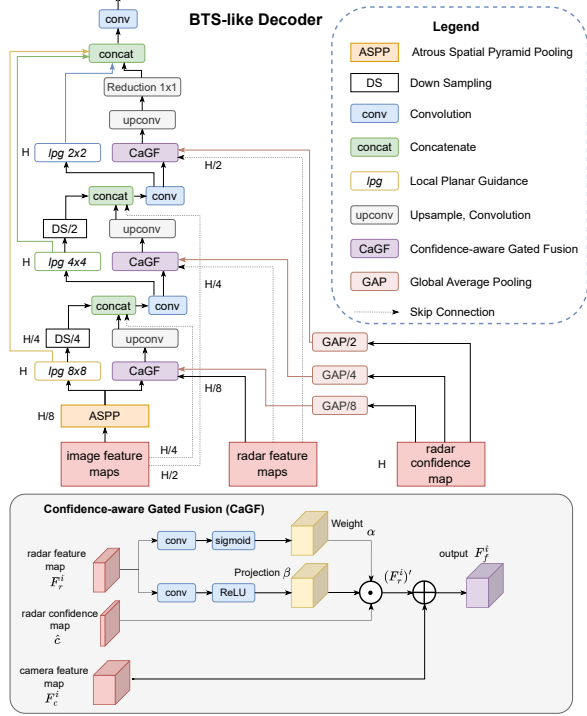 BTS-like Decoder
conv
concat
Reduction 1x1
upconv
H
lpg 2x2
CaGF
H/2
concat
conv
DS/2
upconv
H
lpg 4x4
CaGF
H/4
concat
conv
H/4
DS/4
upconv
H
lpg 8x8
CaGF
H/8
H/8
ASPP
image feature
maps
H/4
H/2
radar feature
maps
GAP/2
GAP/4
GAP/8
H
radar
confidence
map
Legend
ASPP
Atrous Spatial Pyramid Pooling
DS
Down Sampling
conv
Convolution
concat
Concatenate
lpg
Local Planar Guidance
upconv
Upsample, Convolution
CaGF
Confidence-aware Gated Fusion
GAP
Global Average Pooling
Skip Connection
Confidence-aware Gated Fusion (CaGF)
radar feature
map
F_r^i
conv
sigmoid
Weight
α
conv
ReLU
Projection β
(F_r^i)'
output F_f^i
radar confidence
map
ĉ
camera feature
map
F_c^i